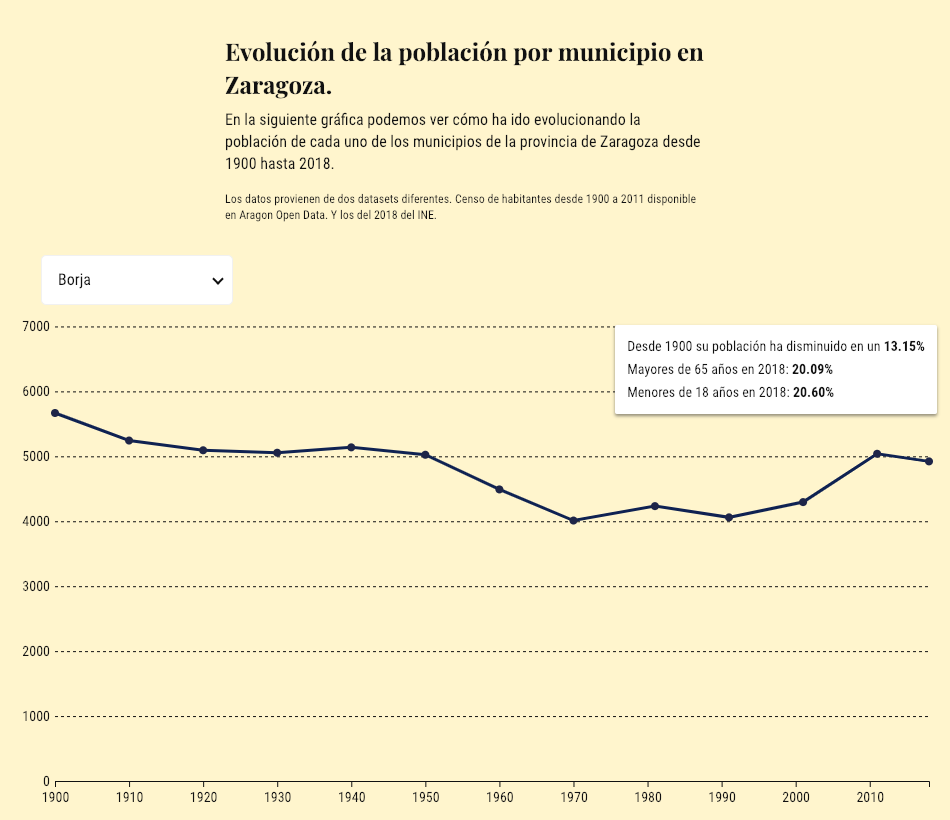 Evolución de la población por municipio en
Zaragoza.
En la siguiente gráfica podemos ver cómo ha ido evolucionando la
población de cada uno de los municipios de la provincia de Zaragoza desde
1900 hasta 2018.
Los datos provienen de dos datasets diferentes. Censo de habitantes desde 1900 a 2011 disponible
en Aragon Open Data. Y los del 2018 del INE.
Borja
7000
Desde 1900 su población ha disminuido en un 13.15%
Mayores de 65 años en 2018: 20.09%
Menores de 18 años en 2018: 20.60%
6000
5000
4000
3000
2000
1000
0
1900 1910 1920 1930 1940 1950 1960 1970 1980 1990 2000 2010